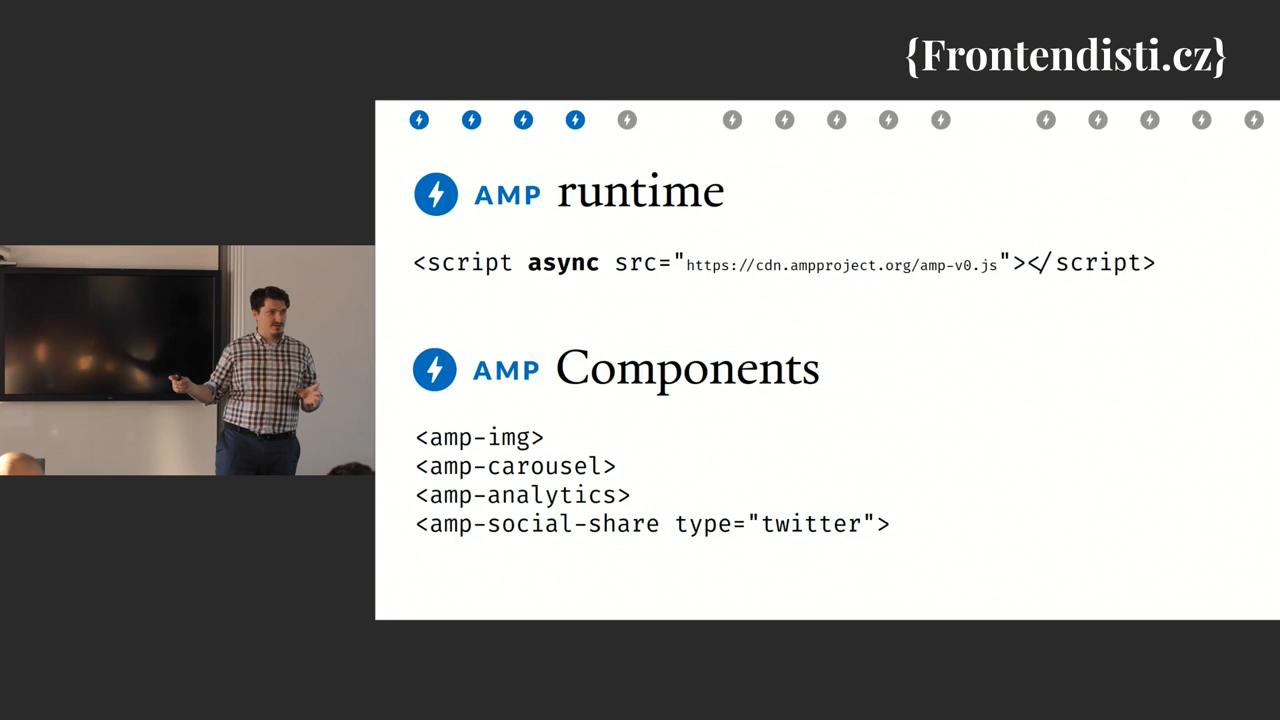 {Frontendisti.cz}
AMP runtime
<script async src="https://cdn.ampproject.org/amp-v0.js"></script>
AMP Components
<amp-img>
<amp-carousel>
<amp-analytics>
<amp-social-share type="twitter">